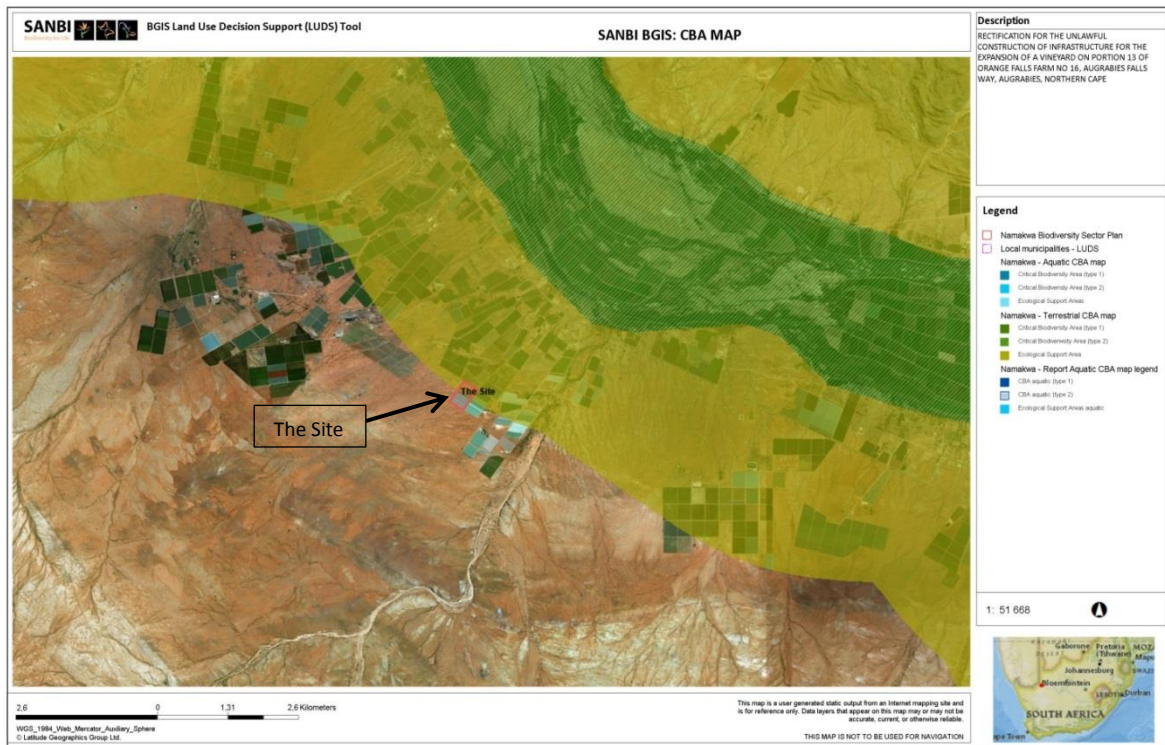 SANBI
Biodiversity for Life
BGIS Land Use Decision Support (LUDS) Tool
SANBI BGIS: CBA MAP
Description
RECTIFICATION FOR THE UNLAWFUL
CONSTRUCTION OF INFRASTRUCTURE FOR THE
EXPANSION OF A VINEYARD ON PORTION 13 OF
ORANGE FALLS FARM NO 16, AUGRABIES FALLS
WAY, AUGRABIES, NORTHERN CAPE
The Site
The Site
Legend
Namakwa Biodiversity Sector Plan
Local municipalities - LUDS
Namakwa - Aquatic CBA map
Critical Biodiversity Area (type 1)
Critical Biodiversity Area (type 2)
Ecological Support Areas
Namakwa - Terrestrial CBA map
Critical Biodiversity Area (type 1)
Critical Biodiversity Area (type 2)
Ecological Support Area
Namakwa - Report Aquatic CBA map legend
CBA aquatic (type 1)
CBA aquatic (type 2)
Ecological Support Areas aquatic
1: 51 668
Gaborone Pretoria MOZ
(Tshwane) Mapu
Johannesburg SWAZI
Bloemfontein
LESOTHO Durban
SOUTH AFRICA
ape Town
2,6 0 1,31 2,6 Kilometers
WGS_1984_Web_Mercator_Auxiliary_Sphere
© Latitude Geographics Group Ltd.
This map is a user generated static output from an Internet mapping site and
is for reference only. Data layers that appear on this map may or may not be
accurate, current, or otherwise reliable.
THIS MAP IS NOT TO BE USED FOR NAVIGATION